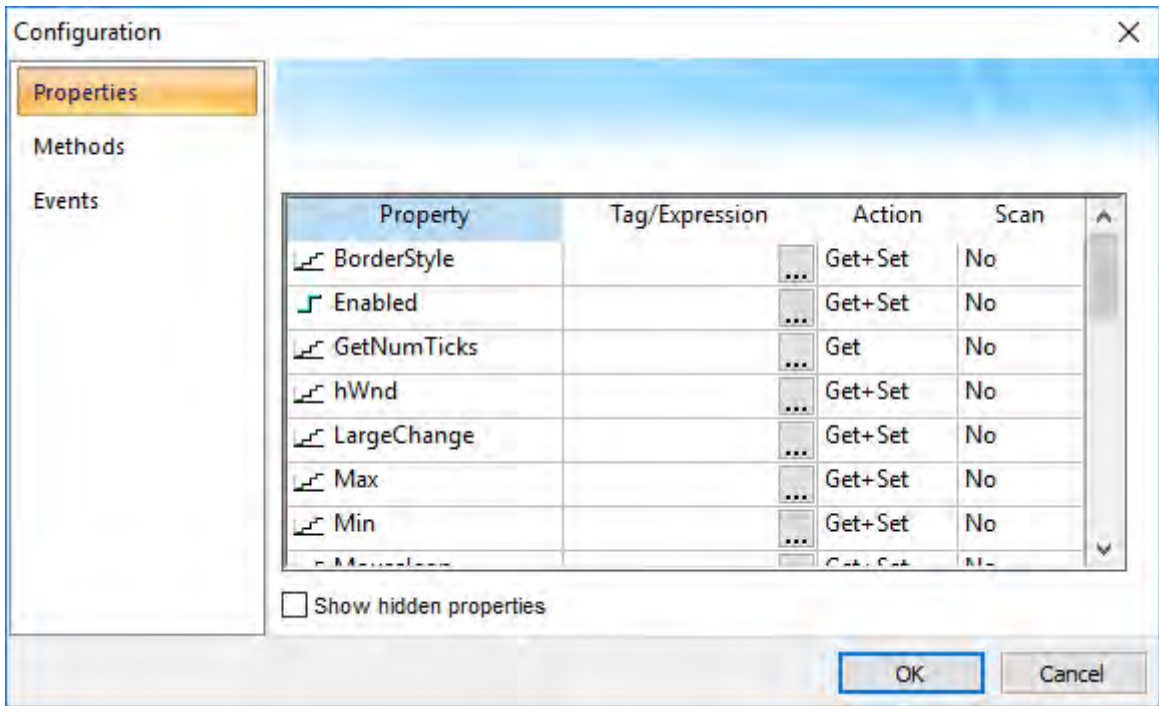 Configuration
Properties
Methods
Events
Property Tag/Expression Action Scan
BorderStyle ... Get+Set No
Enabled ... Get+Set No
GetNumTicks ... Get No
hWnd ... Get+Set No
LargeChange ... Get+Set No
Max ... Get+Set No
Min ... Get+Set No
Show hidden properties
OK Cancel